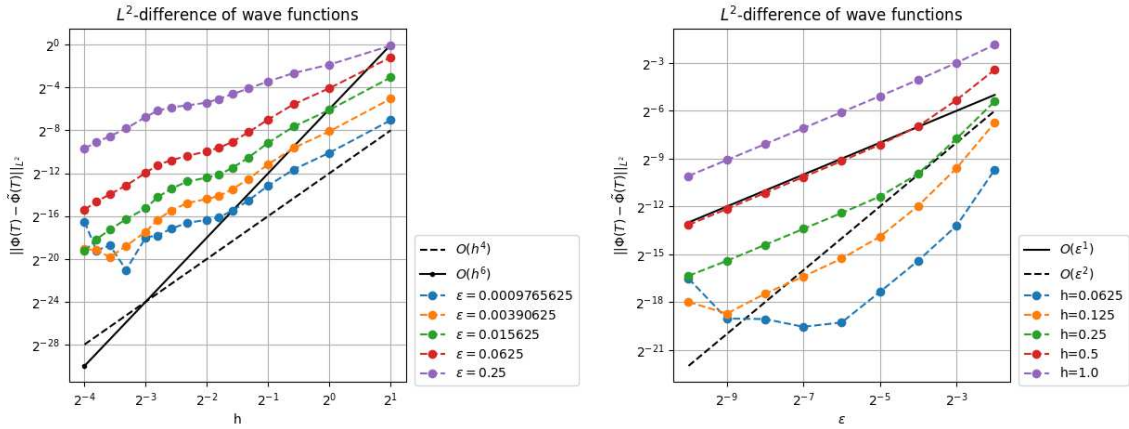 L²-difference of wave functions
||Φ(T) − Φ̃(T)||_{L²}
2⁰
2⁻⁴
2⁻⁸
2⁻¹²
2⁻¹⁶
2⁻²⁰
2⁻²⁴
2⁻²⁸
2⁻⁴ 2⁻³ 2⁻² 2⁻¹ 2⁰ 2¹
h
O(h⁴)
O(h⁶)
ε = 0.0009765625
ε = 0.00390625
ε = 0.015625
ε = 0.0625
ε = 0.25
L²-difference of wave functions
||Φ(T) − Φ̃(T)||_{L²}
2⁻³
2⁻⁶
2⁻⁹
2⁻¹²
2⁻¹⁵
2⁻¹⁸
2⁻²¹
2⁻⁹ 2⁻⁷ 2⁻⁵ 2⁻³
ε
O(ε¹)
O(ε²)
h=0.0625
h=0.125
h=0.25
h=0.5
h=1.0